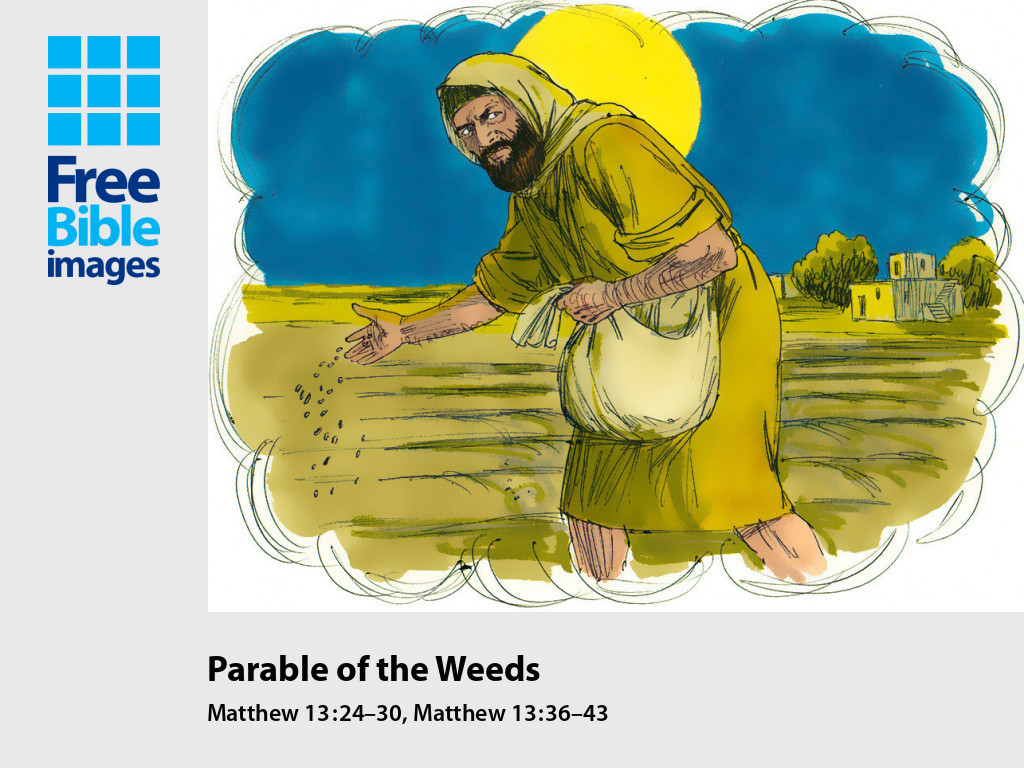 Free
Bible
images
Parable of the Weeds
Matthew 13:24–30, Matthew 13:36–43